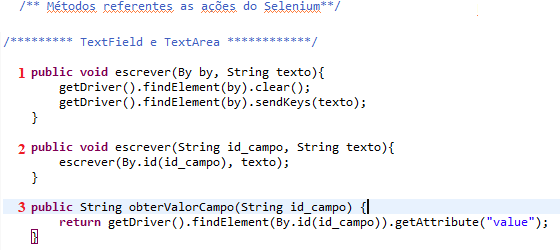 /** Métodos referentes as ações do Selenium**/
/********* TextField e TextArea ************/
1 public void escrever(By by, String texto){
getDriver().findElement(by).clear();
getDriver().findElement(by).sendKeys(texto);
}
2 public void escrever(String id_campo, String texto){
escrever(By.id(id_campo), texto);
}
3 public String obterValorCampo(String id_campo) {
return getDriver().findElement(By.id(id_campo)).getAttribute("value");
}